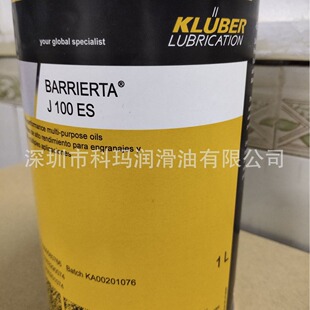 KLÜBER
LUBRICATION
your global specialist
BARRIERTA®
J 100 ES
multi-purpose oils
rendimiento para engranajes y
深圳市科玛润滑油有限公司
Batch KA00201076
1 L